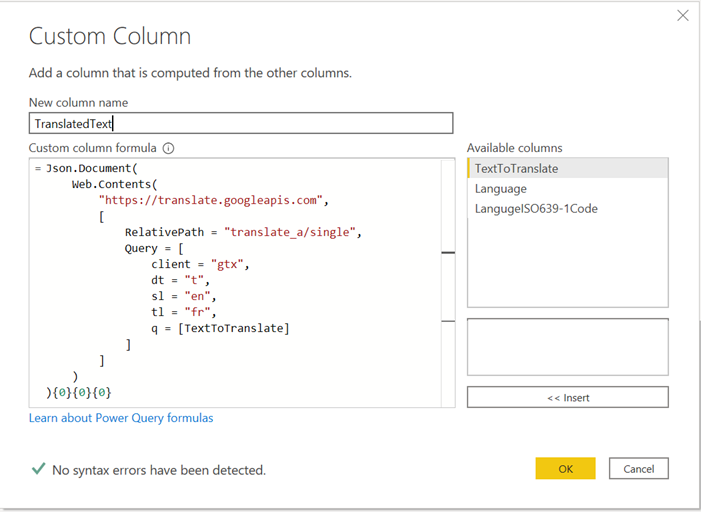 Custom Column
Add a column that is computed from the other columns.
New column name
TranslatedText
Custom column formula
Available columns
= Json.Document(
Web.Contents(
"https://translate.googleapis.com",
[
RelativePath = "translate_a/single",
Query = [
client = "gtx",
dt = "t",
sl = "en",
tl = "fr",
q = [TextToTranslate]
]
]
)
){0}{0}{0}
TextToTranslate
Language
LangugeISO639-1Code
<< Insert
Learn about Power Query formulas
No syntax errors have been detected.
OK
Cancel